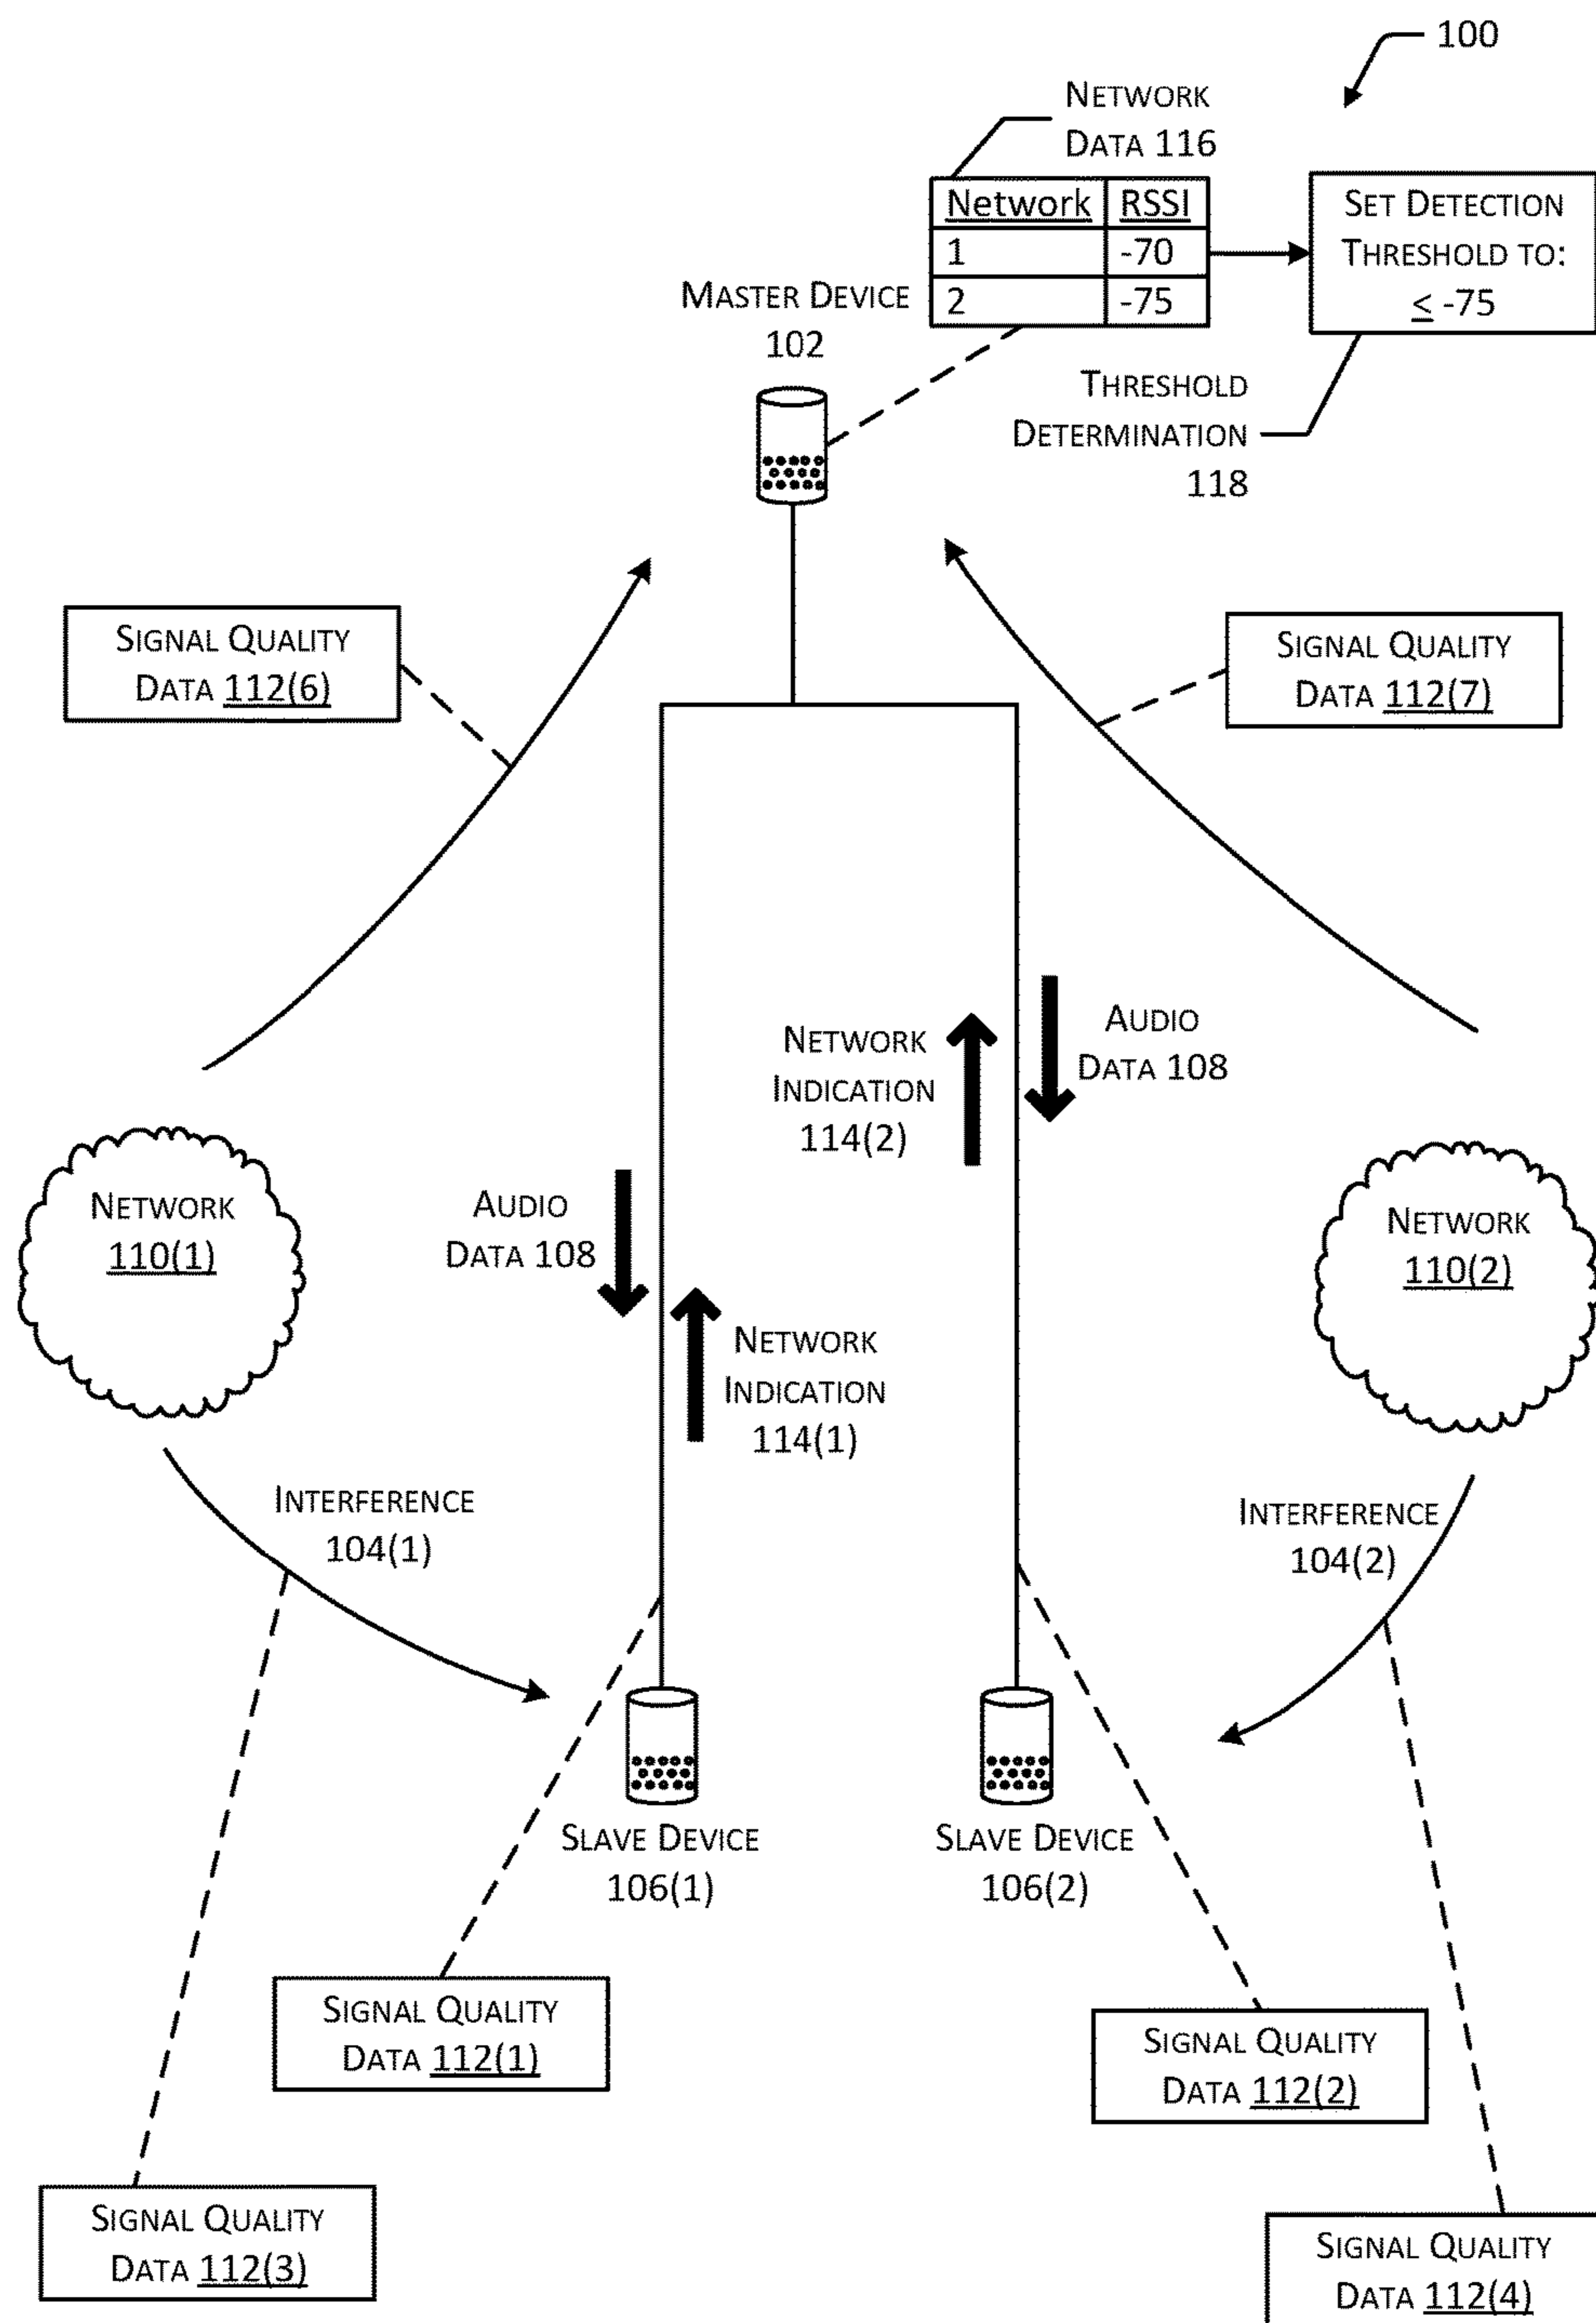 100
NETWORK
DATA 116
Network RSSI
1 -70
2 -75
SET DETECTION
THRESHOLD TO:
≤ -75
MASTER DEVICE
102
THRESHOLD
DETERMINATION
118
SIGNAL QUALITY
DATA 112(6)
SIGNAL QUALITY
DATA 112(7)
NETWORK
INDICATION
114(2)
AUDIO
DATA 108
NETWORK
110(1)
AUDIO
DATA 108
NETWORK
110(2)
NETWORK
INDICATION
114(1)
INTERFERENCE
104(1)
INTERFERENCE
104(2)
SLAVE DEVICE
106(1)
SLAVE DEVICE
106(2)
SIGNAL QUALITY
DATA 112(1)
SIGNAL QUALITY
DATA 112(2)
SIGNAL QUALITY
DATA 112(3)
SIGNAL QUALITY
DATA 112(4)